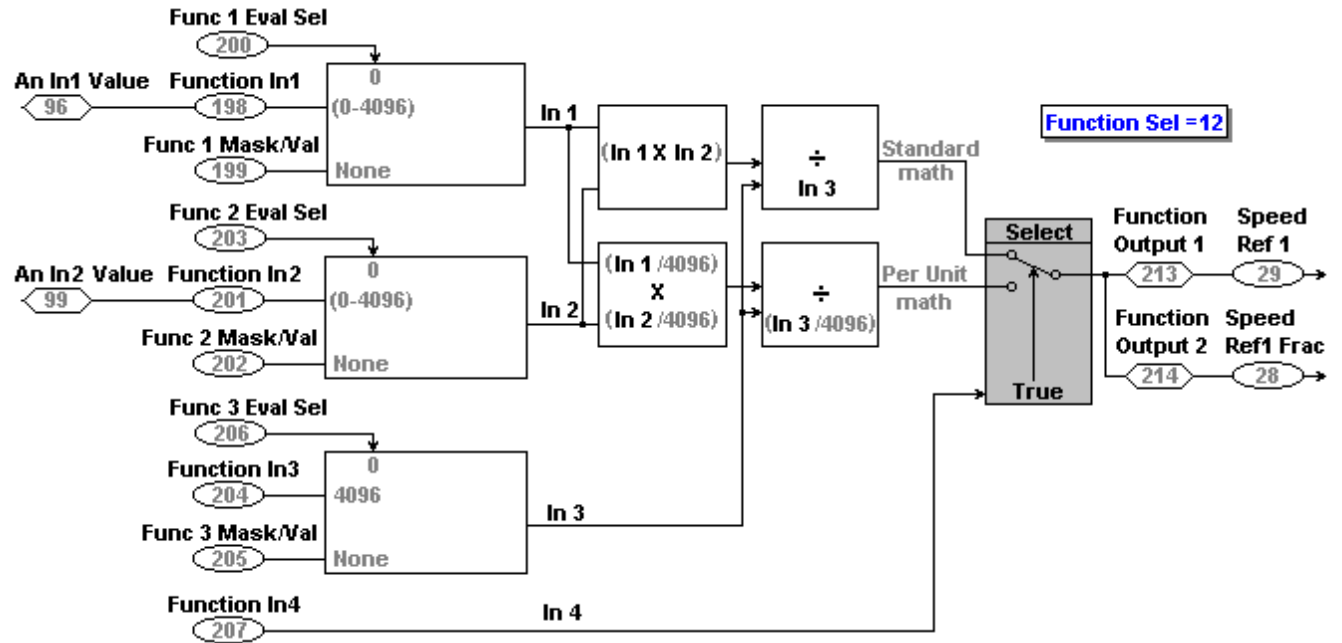 Func 1 Eval Sel
200
An In1 Value
96
Function In1
198
Func 1 Mask/Val
199
0
(0-4096)
None
In 1
Func 2 Eval Sel
203
An In2 Value
99
Function In2
201
Func 2 Mask/Val
202
0
(0-4096)
None
In 2
Func 3 Eval Sel
206
Function In3
204
Func 3 Mask/Val
205
0
4096
None
In 3
Function In4
207
In 4
(In 1 X In 2)
÷
In 3
Standard
math
(In 1 /4096)
X
(In 2 /4096)
÷
(In 3 /4096)
Per Unit
math
Function Sel =12
Select
True
Function
Output 1
213
Speed
Ref 1
29
Function
Output 2
214
Speed
Ref1 Frac
28